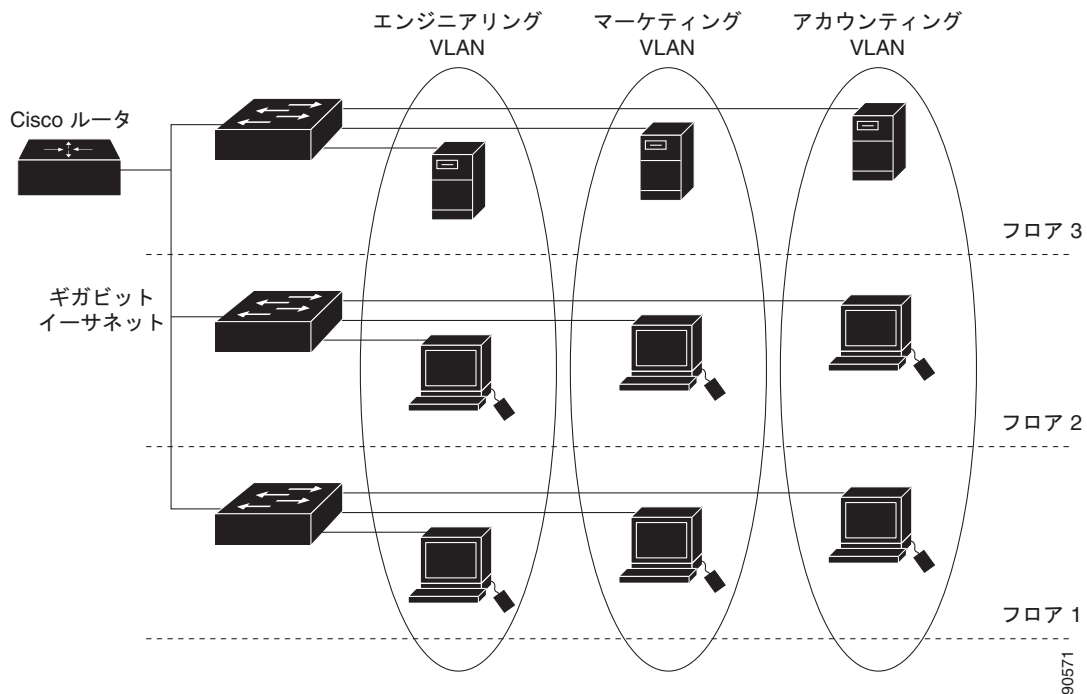 エンジニアリング
VLAN
マーケティング
VLAN
アカウンティング
VLAN
Cisco ルータ
フロア 3
ギガビット
イーサネット
フロア 2
フロア 1
90571